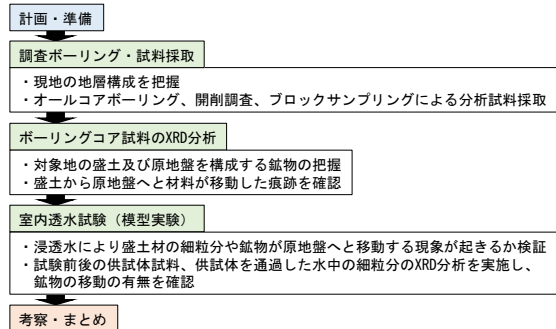 計画・準備
調査ボーリング・試料採取
・現地の地層構成を把握
・オールコアボーリング、開削調査、ブロックサンプリングによる分析試料採取
ボーリングコア試料のXRD分析
・対象地の盛土及び原地盤を構成する鉱物の把握
・盛土から原地盤へと材料が移動した痕跡を確認
室内透水試験（模型実験）
・浸透水により盛土材の細粒分や鉱物が原地盤へと移動する現象が起きるか検証
・試験前後の供試体試料、供試体を通過した水中の細粒分のXRD分析を実施し、
鉱物の移動の有無を確認
考察・まとめ